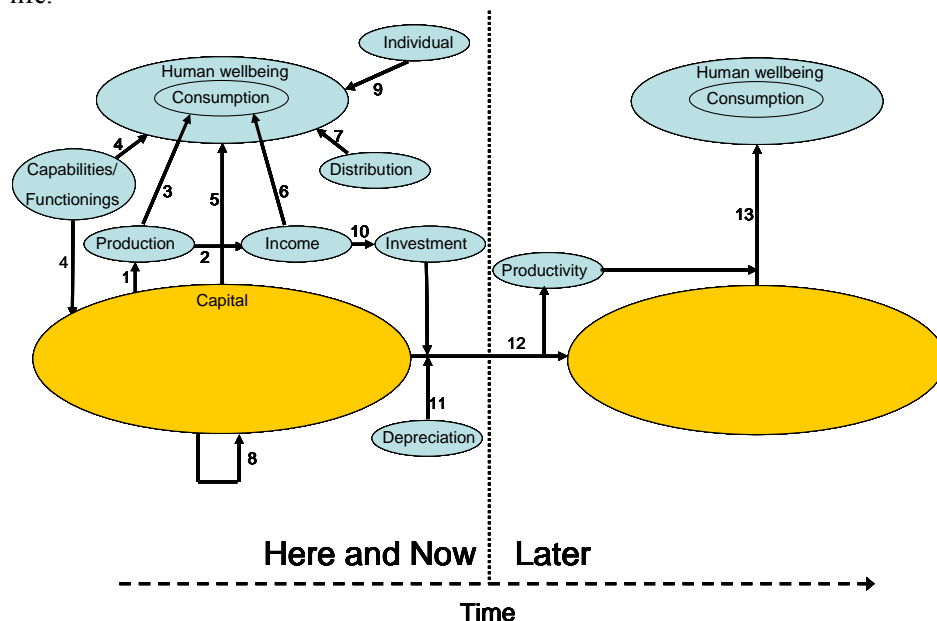 life.
Individual
Human wellbeing
Consumption
9
Human wellbeing
Consumption
4
7
Capabilities/
Functionings
Distribution
3
5
6
13
Production
2
Income
10
Investment
4
1
Productivity
Capital
12
11
Depreciation
8
Here and Now
Later
Time